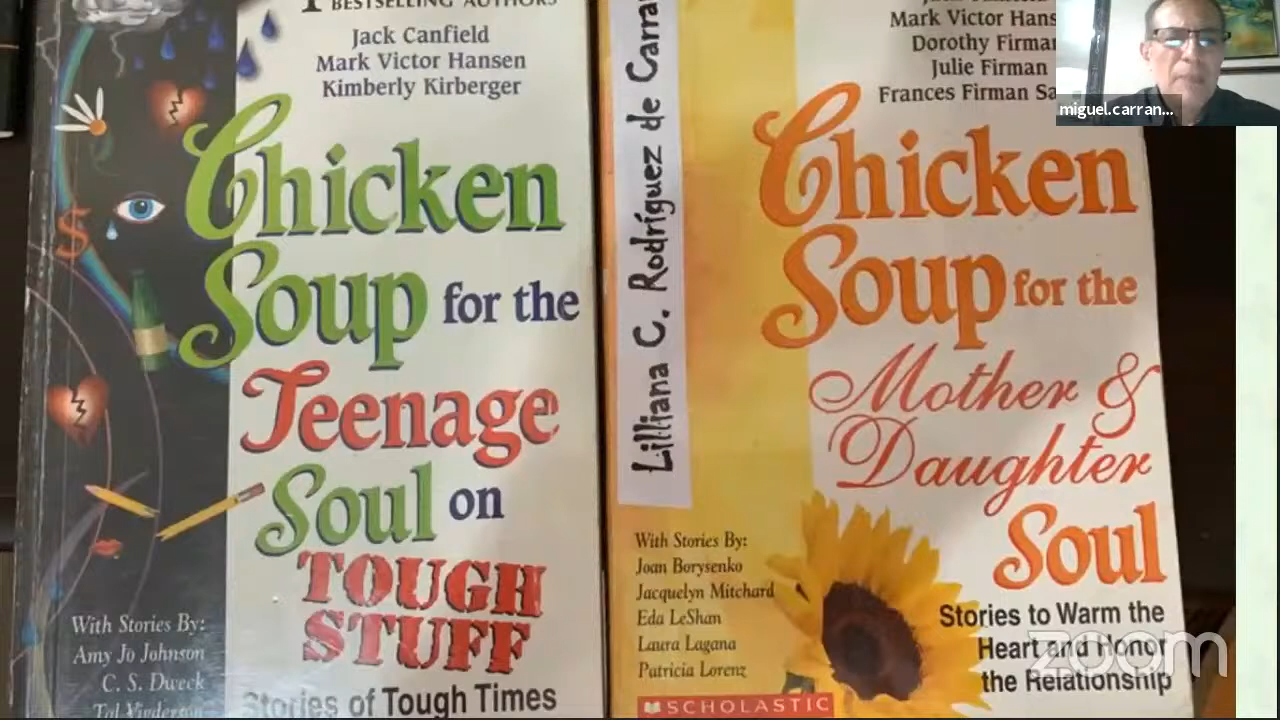 BESTSELLING AUTHORS
Jack Canfield
Mark Victor Hansen
Kimberly Kirberger
Chicken
Soup for the
Teenage
Soul on
TOUGH
STUFF
With Stories By:
Amy Jo Johnson
C. S. Dweck
Stories of Tough Times
Lilliana C. Rodríguez de Carran
Mark Victor Hans
Dorothy Firman
Julie Firman
Frances Firman Sa
Chicken
Soup for the
Mother &
Daughter
Soul
With Stories By:
Joan Borysenko
Jacquelyn Mitchard
Eda LeShan
Laura Lagana
Patricia Lorenz
Stories to Warm the
Heart and Honor
the Relationship
SCHOLASTIC
miguel.carran...
zoom